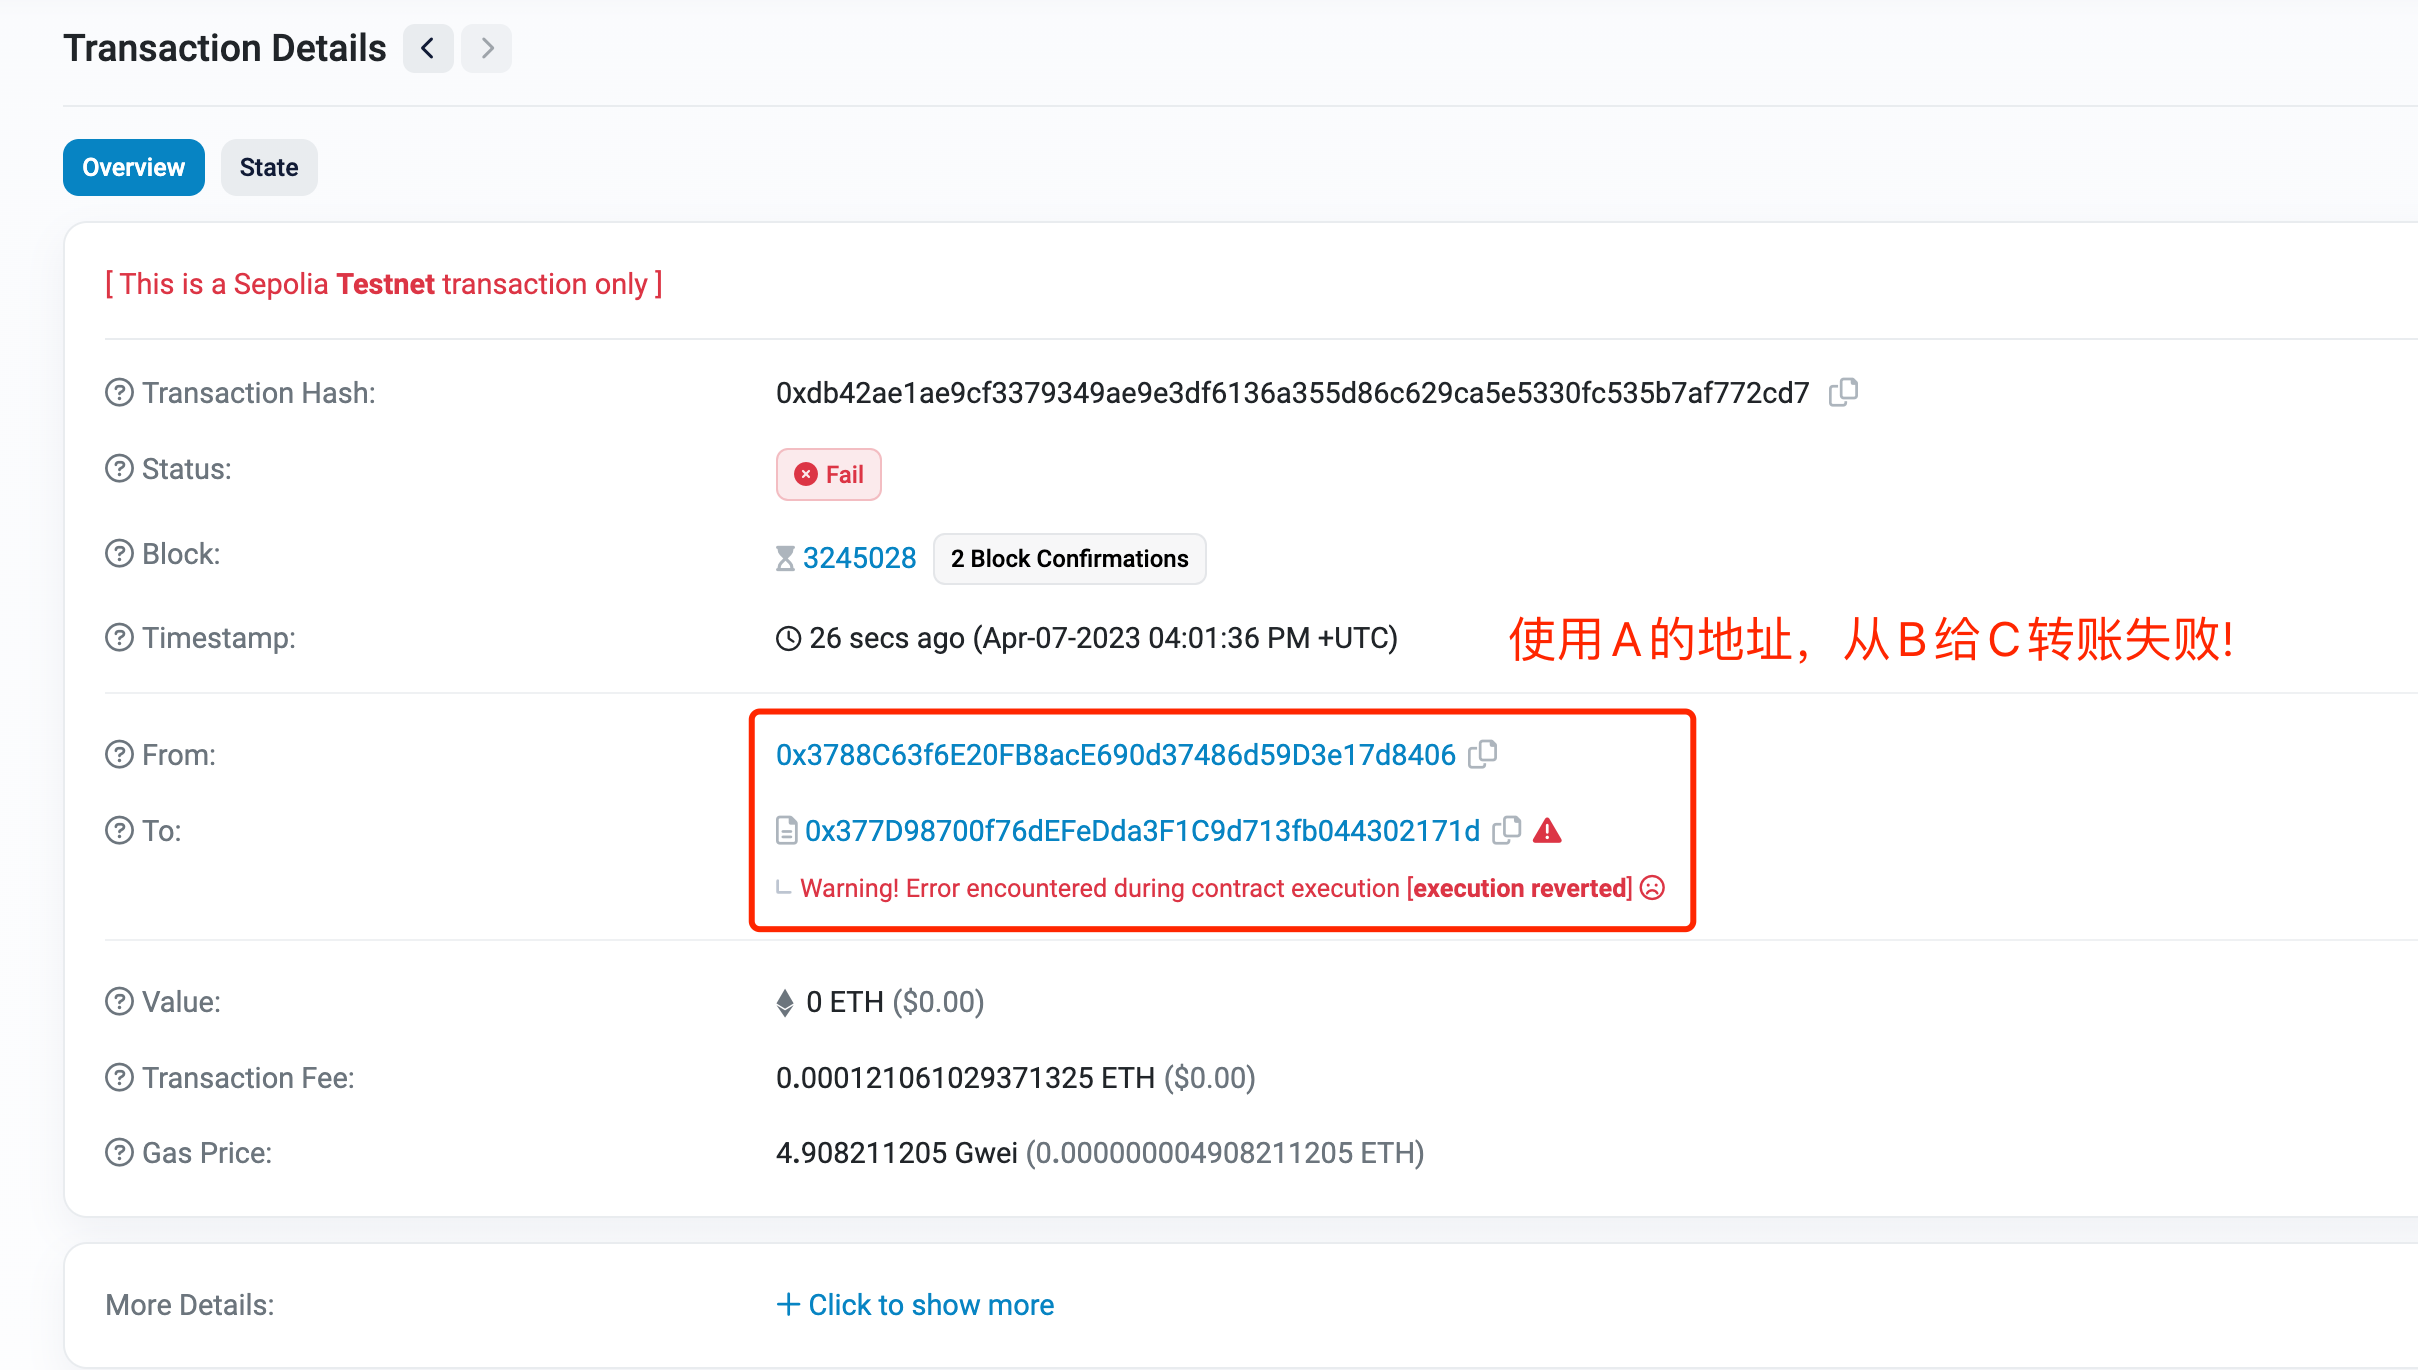 Transaction Details
Overview State
[ This is a Sepolia Testnet transaction only ]
Transaction Hash: 0xdb42ae1ae9cf3379349ae9e3df6136a355d86c629ca5e5330fc535b7af772cd7
Status: Fail
Block: 3245028 2 Block Confirmations
Timestamp: 26 secs ago (Apr-07-2023 04:01:36 PM +UTC)
使用A的地址，从B给C转账失败!
From: 0x3788C63f6E20FB8acE690d37486d59D3e17d8406
To: 0x377D98700f76dEFeDda3F1C9d713fb044302171d
Warning! Error encountered during contract execution [execution reverted]
Value: 0 ETH ($0.00)
Transaction Fee: 0.000121061029371325 ETH ($0.00)
Gas Price: 4.908211205 Gwei (0.000000004908211205 ETH)
More Details: + Click to show more